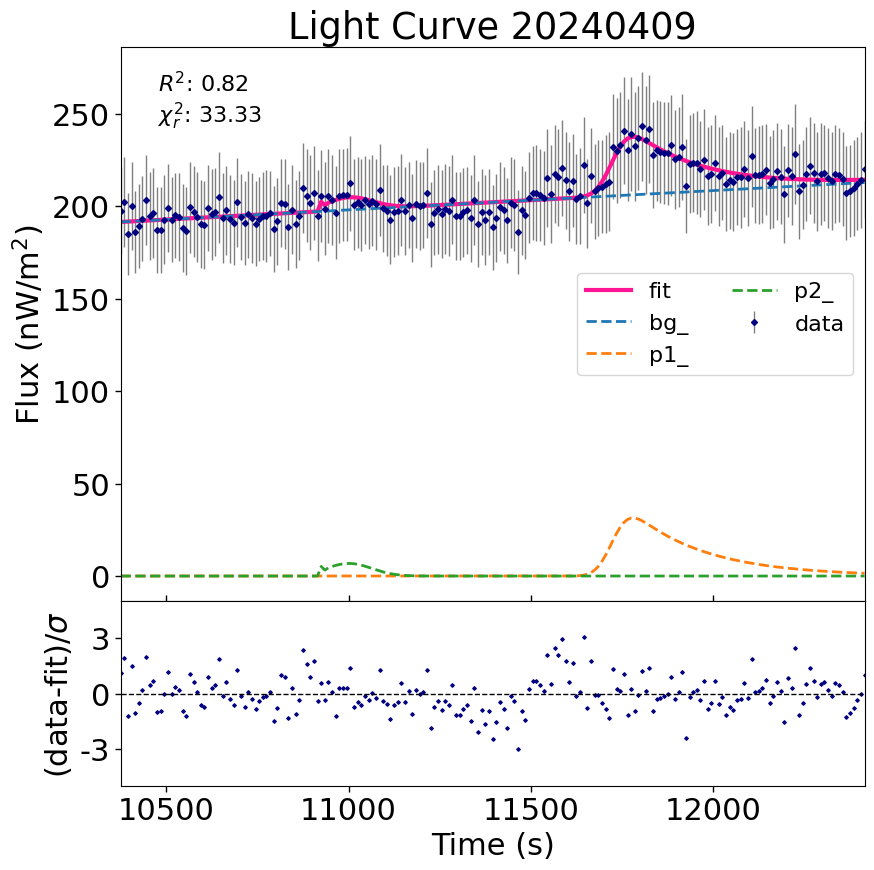 Light Curve 20240409
R²: 0.82
χ²ᵣ: 33.33
Flux (nW/m²)
250
200
150
100
50
0
fit
bg_
p1_
p2_
data
(data-fit)/σ
3
0
-3
10500 11000 11500 12000
Time (s)